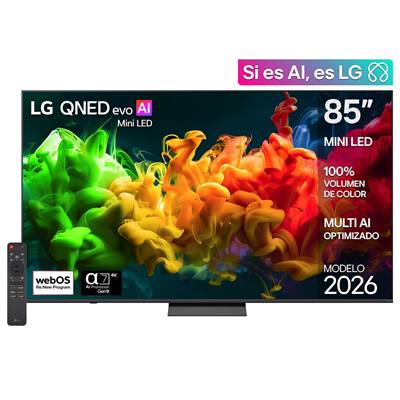 Si es AI, es LG
LG QNED evo AI
Mini LED
85”
MINI LED
100%
VOLUMEN
DE COLOR
MULTI AI
OPTIMIZADO
MODELO
2026
webOS
Re:New Program
α7 4K
AI Processor
Gen9